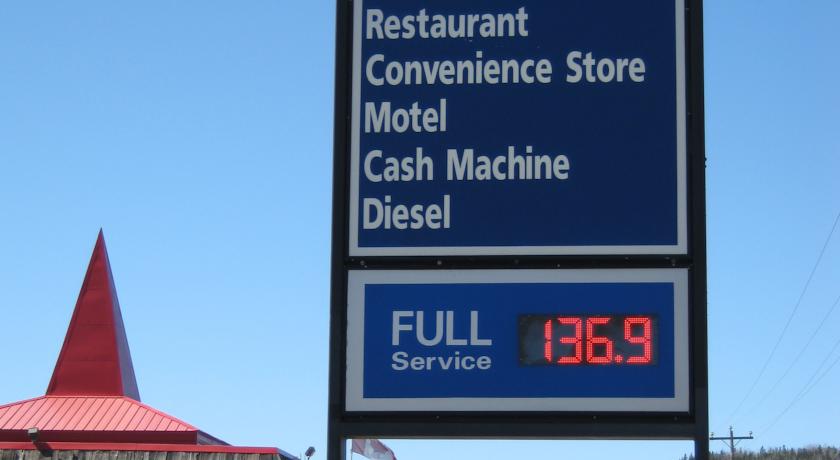 Restaurant
Convenience Store
Motel
Cash Machine
Diesel
FULL
Service
136.9